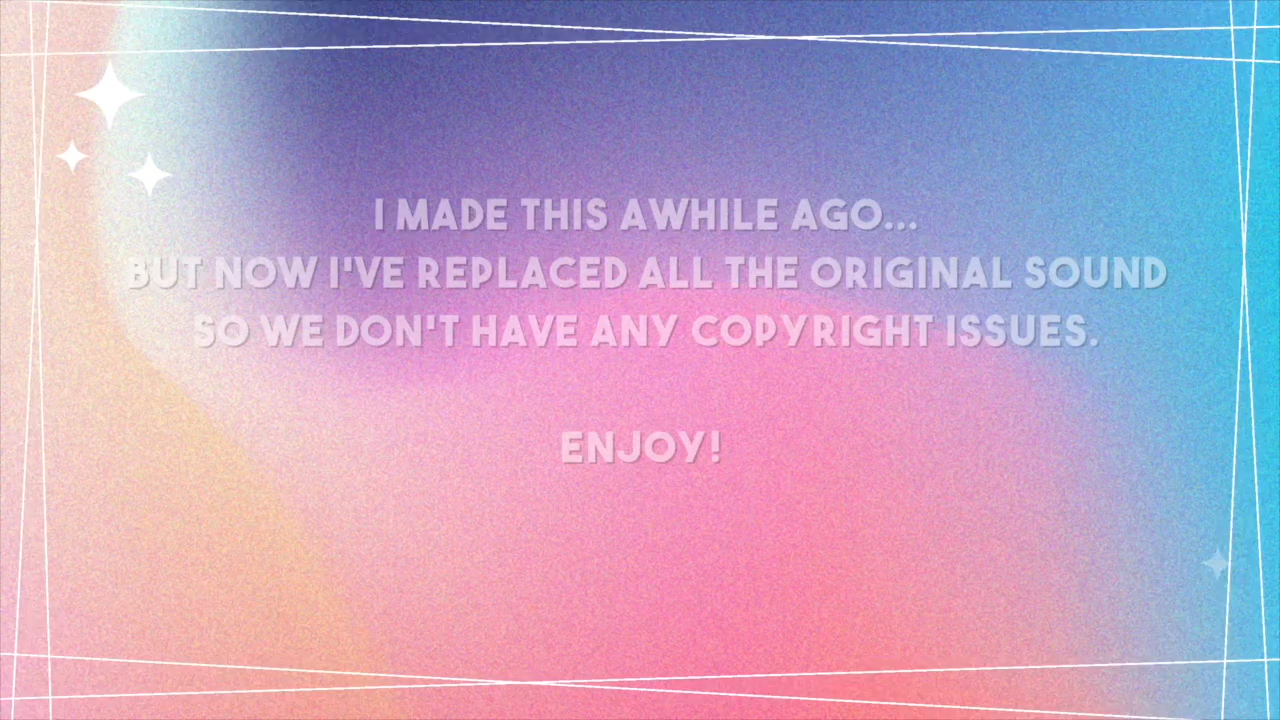 I MADE THIS AWHILE AGO...
BUT NOW I'VE REPLACED ALL THE ORIGINAL SOUND
SO WE DON'T HAVE ANY COPYRIGHT ISSUES.
ENJOY!